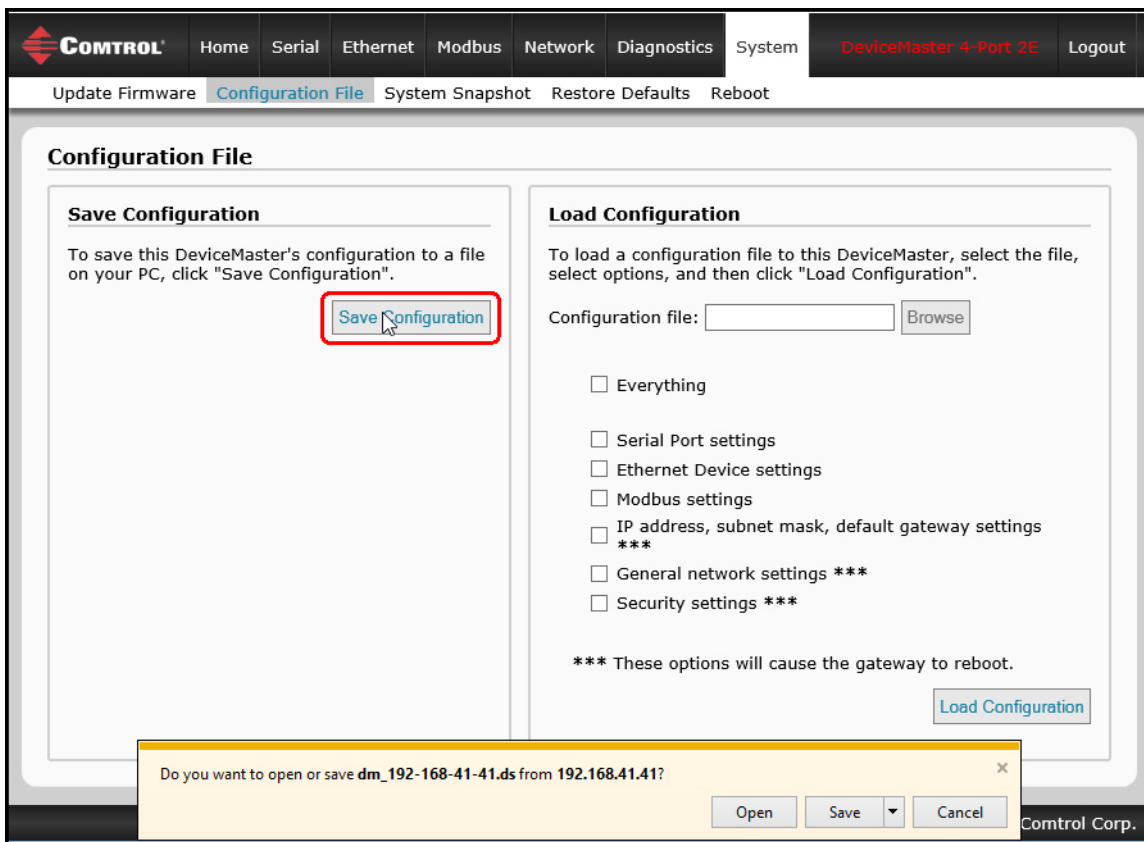 COMTROL Home Serial Ethernet Modbus Network Diagnostics System DeviceMaster 4-Port 2E Logout
Update Firmware Configuration File System Snapshot Restore Defaults Reboot
Configuration File
Save Configuration
To save this DeviceMaster's configuration to a file
on your PC, click "Save Configuration".
Save Configuration
Load Configuration
To load a configuration file to this DeviceMaster, select the file,
select options, and then click "Load Configuration".
Configuration file: Browse
Everything
Serial Port settings
Ethernet Device settings
Modbus settings
IP address, subnet mask, default gateway settings
***
General network settings ***
Security settings ***
*** These options will cause the gateway to reboot.
Load Configuration
Do you want to open or save dm_192-168-41-41.ds from 192.168.41.41?
Open Save Cancel
Comtrol Corp.